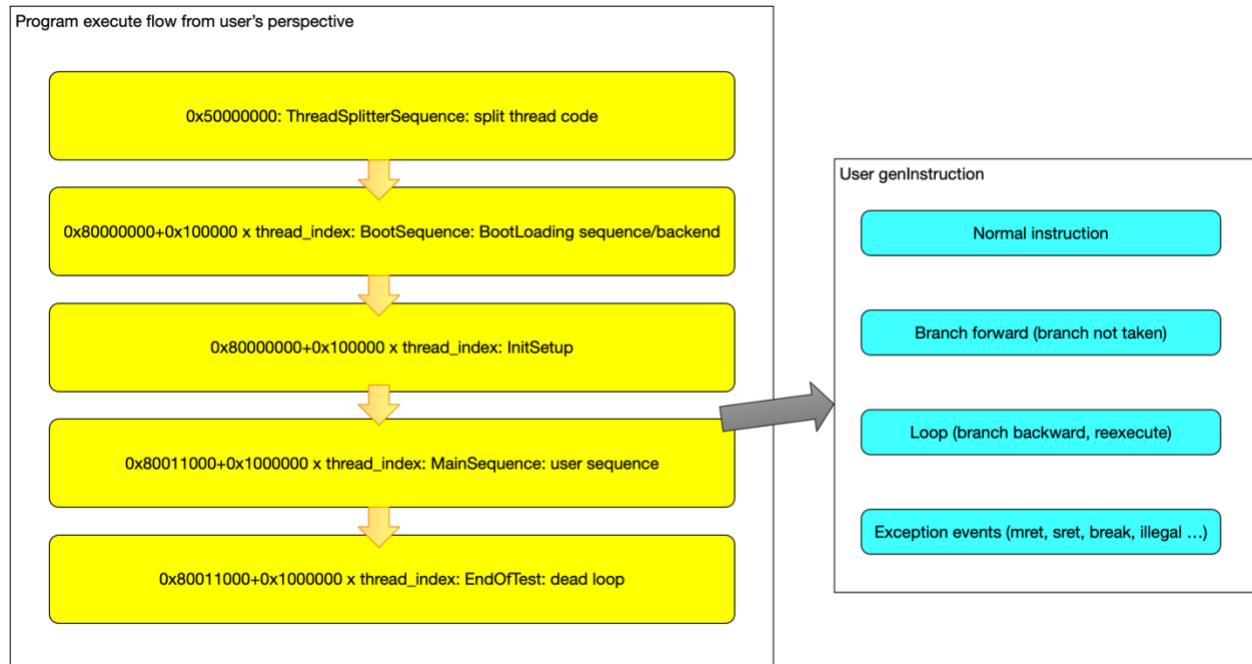 Program execute flow from user's perspective
0x50000000: ThreadSplitterSequence: split thread code
0x80000000+0x100000 x thread_index: BootSequence: BootLoading sequence/backend
0x80000000+0x100000 x thread_index: InitSetup
0x80011000+0x1000000 x thread_index: MainSequence: user sequence
0x80011000+0x1000000 x thread_index: EndOfTest: dead loop
User genInstruction
Normal instruction
Branch forward (branch not taken)
Loop (branch backward, reexecute)
Exception events (mret, sret, break, illegal …)